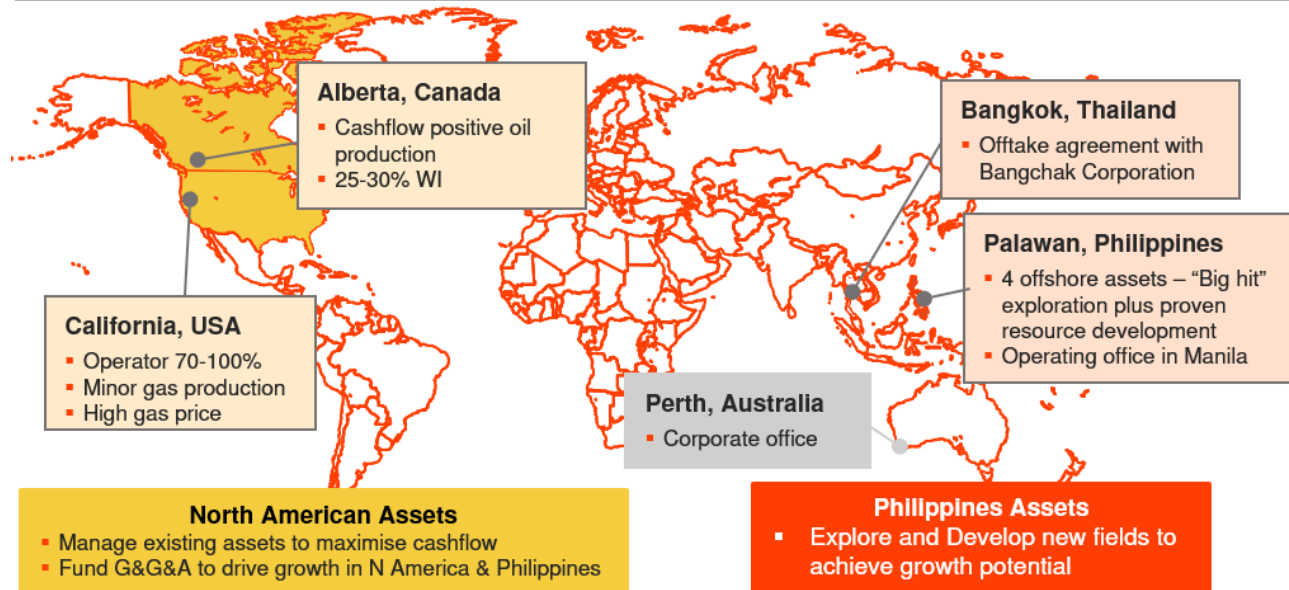 Alberta, Canada
▪ Cashflow positive oil
production
▪ 25-30% WI
Bangkok, Thailand
▪ Offtake agreement with
Bangchak Corporation
Palawan, Philippines
▪ 4 offshore assets – “Big hit”
exploration plus proven
resource development
▪ Operating office in Manila
California, USA
▪ Operator 70-100%
▪ Minor gas production
▪ High gas price
Perth, Australia
▪ Corporate office
North American Assets
▪ Manage existing assets to maximise cashflow
▪ Fund G&G&A to drive growth in N America & Philippines
Philippines Assets
▪ Explore and Develop new fields to
achieve growth potential